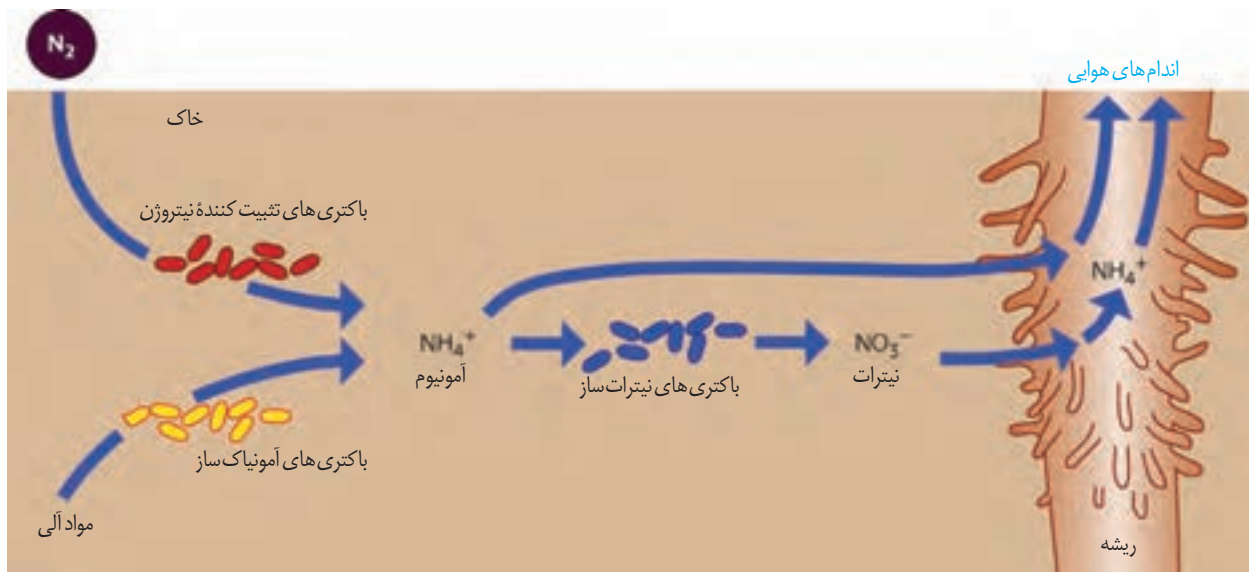 N₂
اندام‌های هوایی
خاک
باکتری‌های تثبیت کنندهٔ نیتروژن
NH₄⁺
NH₄⁺
آمونیوم
باکتری‌های نیترات‌ساز
NO₃⁻
نیترات
باکتری‌های آمونیاک‌ساز
مواد آلی
ریشه